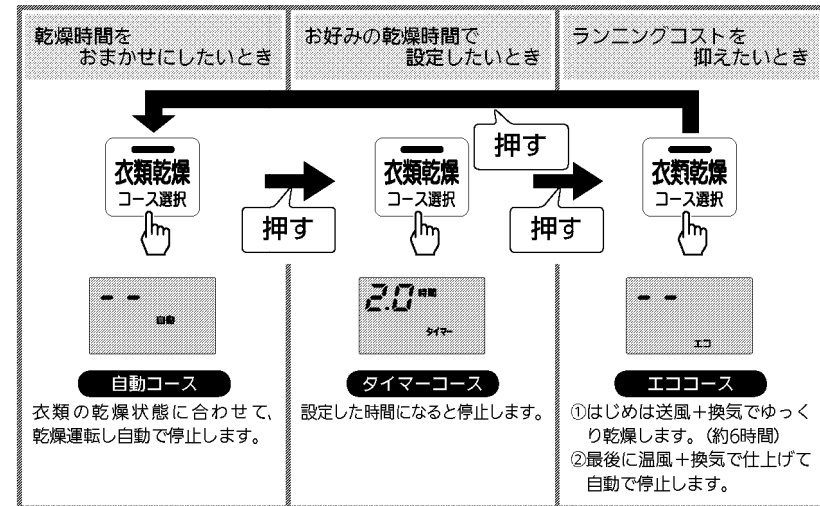 乾燥時間を
おまかせにしたいとき
お好みの乾燥時間で
設定したいとき
ランニングコストを
抑えたいとき
押す
衣類乾燥
コース選択
押す
衣類乾燥
コース選択
押す
衣類乾燥
コース選択
--
自動
2.0 時間
タイマー
--
エコ
自動コース
衣類の乾燥状態に合わせて、
乾燥運転し自動で停止します。
タイマーコース
設定した時間になると停止します。
エココース
①はじめは送風+換気でゆっく
り乾燥します。(約6時間)
②最後に温風+換気で仕上げて
自動で停止します。